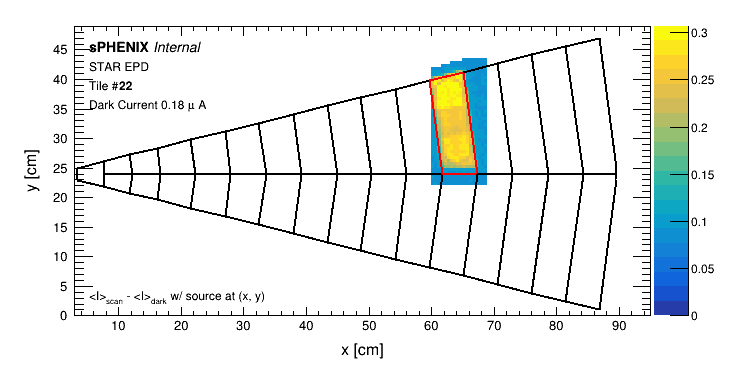 sPHENIX Internal
STAR EPD
Tile #22
Dark Current 0.18 μ A
<I>scan - <I>dark w/ source at (x, y)
y [cm]
45
40
35
30
25
20
15
10
5
0
10 20 30 40 50 60 70 80 90
x [cm]
0.3
0.25
0.2
0.15
0.1
0.05
0